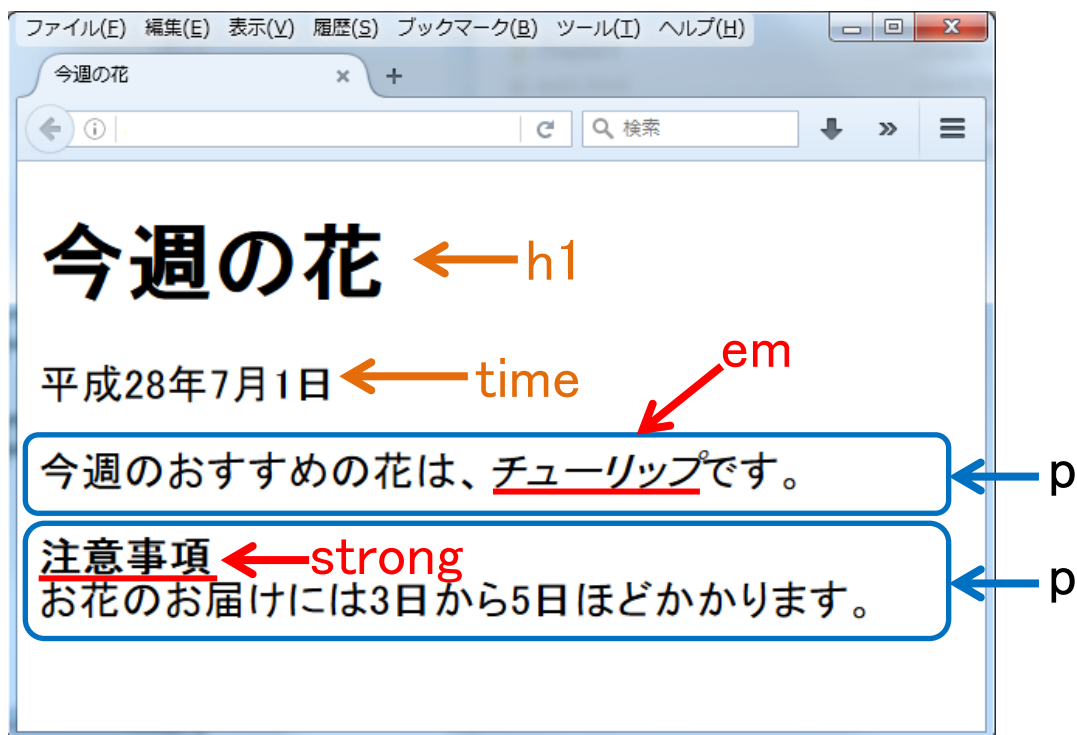 ファイル(F) 編集(E) 表示(V) 履歴(S) ブックマーク(B) ツール(T) ヘルプ(H)
今週の花
検索
今週の花 h1
平成28年7月1日 time
em
今週のおすすめの花は、チューリップです。 p
注意事項 strong
お花のお届けには3日から5日ほどかかります。 p